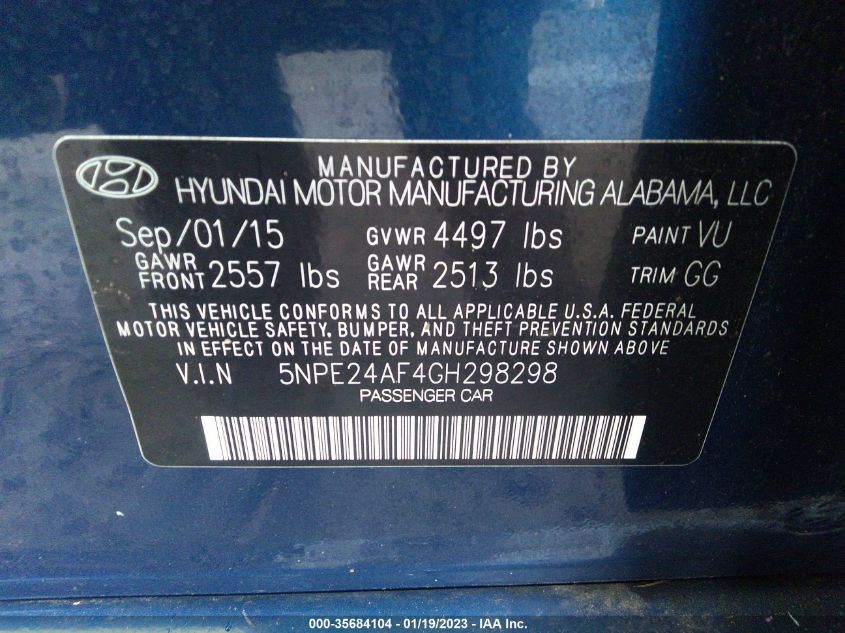 MANUFACTURED BY
HYUNDAI MOTOR MANUFACTURING ALABAMA, LLC
Sep/01/15 GVWR 4497 lbs PAINT VU
GAWR FRONT 2557 lbs GAWR REAR 2513 lbs TRIM GG
THIS VEHICLE CONFORMS TO ALL APPLICABLE U.S.A. FEDERAL
MOTOR VEHICLE SAFETY, BUMPER, AND THEFT PREVENTION STANDARDS
IN EFFECT ON THE DATE OF MANUFACTURE SHOWN ABOVE
V.I.N 5NPE24AF4GH298298
PASSENGER CAR
000-35684104 - 01/19/2023 - IAA Inc.